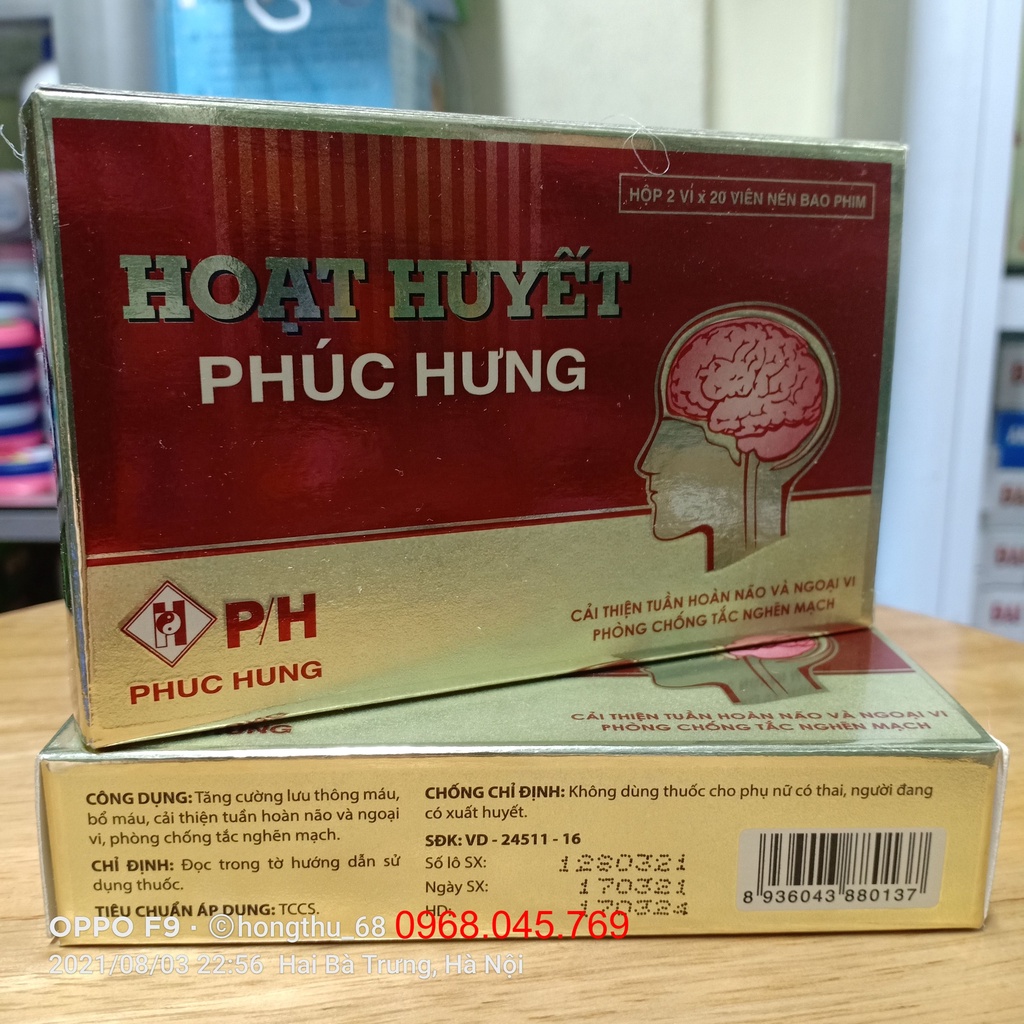 HỘP 2 VỈ x 20 VIÊN NÉN BAO PHIM
HOẠT HUYẾT
PHÚC HƯNG
CẢI THIỆN TUẦN HOÀN NÃO VÀ NGOẠI VI
PHÒNG CHỐNG TẮC NGHẼN MẠCH
P/H
PHUC HUNG
CẢI THIỆN TUẦN HOÀN NÃO VÀ NGOẠI VI
PHÒNG CHỐNG TẮC NGHẼN MẠCH
CÔNG DỤNG: Tăng cường lưu thông máu,
bổ máu, cải thiện tuần hoàn não và ngoại
vi, phòng chống tắc nghẽn mạch.
CHỈ ĐỊNH: Đọc trong tờ hướng dẫn sử
dụng thuốc.
TIÊU CHUẨN ÁP DỤNG: TCCS.
CHỐNG CHỈ ĐỊNH: Không dùng thuốc cho phụ nữ có thai, người đang
có xuất huyết.
SĐK: VD - 24511 - 16
Số lô SX: 1280321
Ngày SX: 170321
HD: 170324
8 936043 880137
OPPO F9 · ©hongthu_68 0968.045.769
2021/08/03 22:56 Hai Bà Trưng, Hà Nội